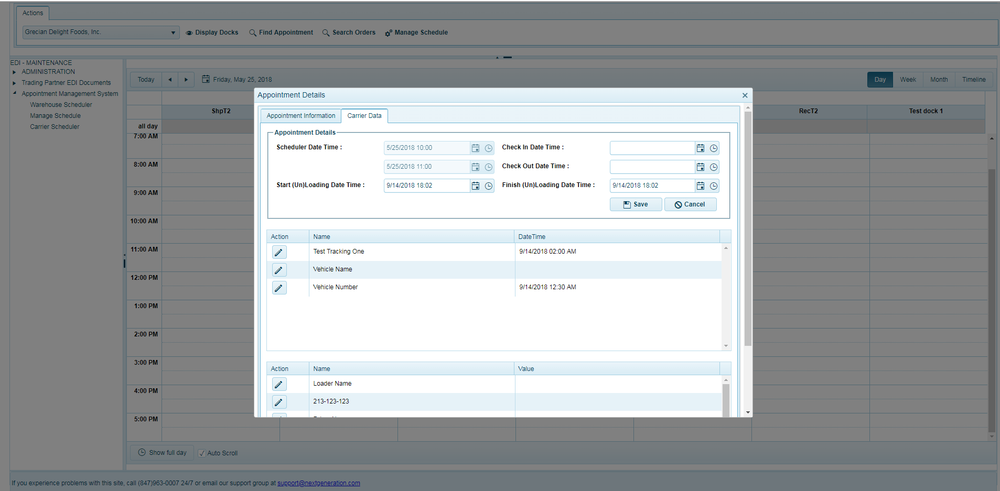 Actions
Grecian Delight Foods, Inc.
Display Docks
Find Appointment
Search Orders
Manage Schedule
EDI - MAINTENANCE
ADMINISTRATION
Trading Partner EDI Documents
Appointment Management System
Warehouse Scheduler
Manage Schedule
Carrier Scheduler
Today
Friday, May 25, 2018
Day
Week
Month
Timeline
ShpT2
RecT2
Test dock 1
all day
7:00 AM
8:00 AM
9:00 AM
10:00 AM
11:00 AM
12:00 PM
1:00 PM
2:00 PM
3:00 PM
4:00 PM
5:00 PM
Appointment Details
Appointment Information
Carrier Data
Appointment Details
Scheduler Date Time :
5/25/2018 10:00
Check In Date Time :
5/25/2018 11:00
Check Out Date Time :
Start (Un)Loading Date Time :
9/14/2018 18:02
Finish (Un)Loading Date Time :
9/14/2018 18:02
Save
Cancel
Action
Name
DateTime
Test Tracking One
9/14/2018 02:00 AM
Vehicle Name
Vehicle Number
9/14/2018 12:30 AM
Action
Name
Value
Loader Name
213-123-123
Show full day
Auto Scroll
If you experience problems with this site, call (847)963-0007 24/7 or email our support group at support@nextgeneration.com